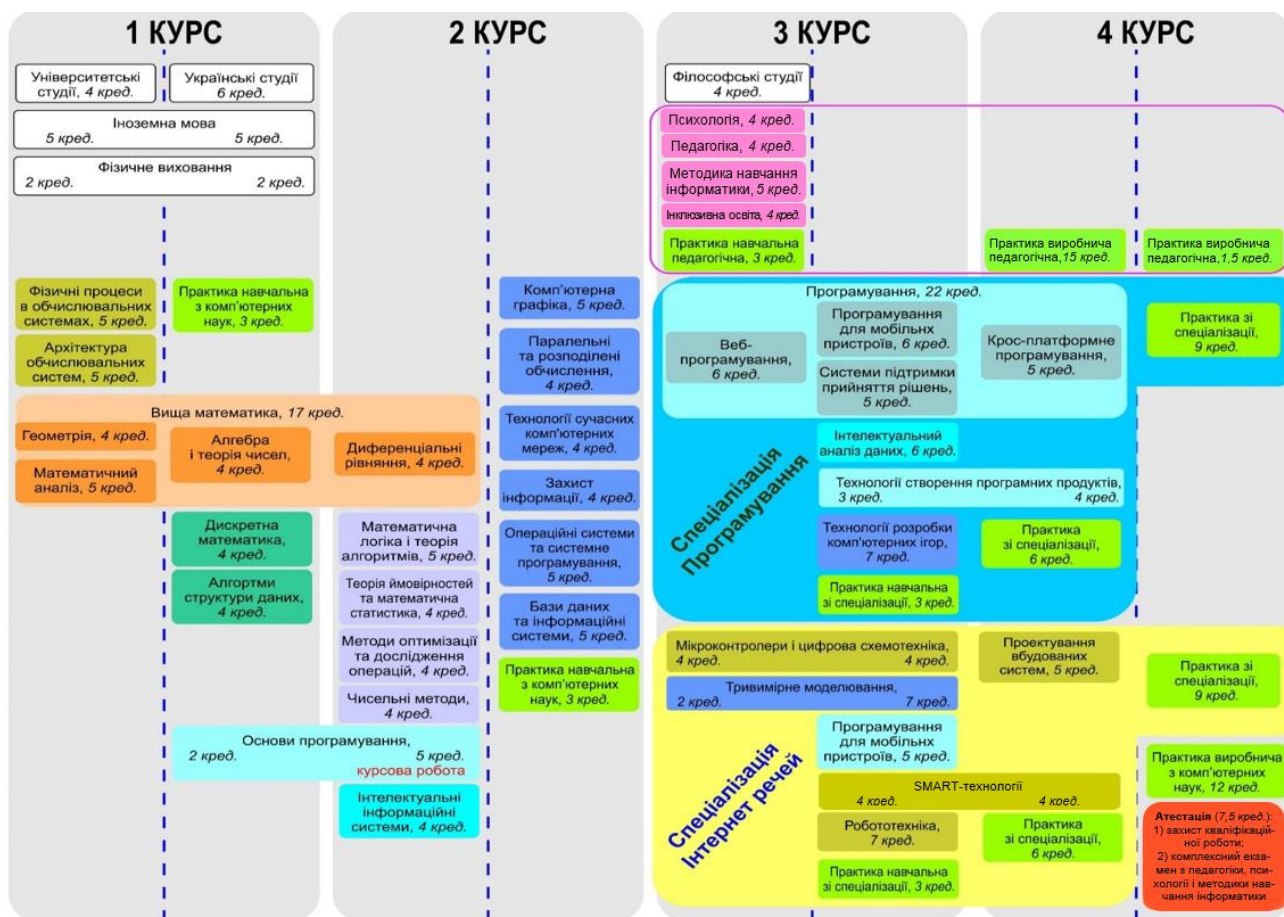 1 КУРС
2 КУРС
3 КУРС
4 КУРС
Університетські
студії, 4 кред.
Українські студії
6 кред.
Іноземна мова
5 кред. 5 кред.
Фізичне виховання
2 кред. 2 кред.
Фізичні процеси
в обчислювальних
системах, 5 кред.
Архітектура
обчислювальних
систем, 5 кред.
Практика навчальна
з комп'ютерних
наук, 3 кред.
Вища математика, 17 кред.
Геометрія, 4 кред.
Математичний
аналіз, 5 кред.
Алгебра
і теорія чисел,
4 кред.
Диференціальні
рівняння, 4 кред.
Дискретна
математика,
4 кред.
Алгортми
структури даних,
4 кред.
Математична
логіка і теорія
алгоритмів, 5 кред.
Теорія ймовірностей
та математична
статистика, 4 кред.
Методи оптимізації
та дослідження
операцій, 4 кред.
Чисельні методи,
4 кред.
Основи програмування,
2 кред. 5 кред.
курсова робота
Інтелектуальні
інформаційні
системи, 4 кред.
Комп'ютерна
графіка, 5 кред.
Паралельні
та розподілені
обчислення,
4 кред.
Технології сучасних
комп'ютерних
мереж, 4 кред.
Захист
інформації, 4 кред.
Операційні системи
та системне
програмування,
5 кред.
Бази даних
та інформаційні
системи, 5 кред.
Практика навчальна
з комп'ютерних
наук, 3 кред.
Філософські студії
4 кред.
Психологія, 4 кред.
Педагогіка, 4 кред.
Методика навчання
інформатики, 5 кред.
Інклюзивна освіта, 4 кред.
Практика навчальна
педагогічна, 3 кред.
Практика виробнича
педагогічна,15 кред.
Практика виробнича
педагогічна,1,5 кред.
Програмування, 22 кред.
Веб-
програмування,
6 кред.
Програмування
для мобільнх
пристроїв, 6 кред.
Системи підтримки
прийняття рішень,
5 кред.
Крос-платформне
програмування,
5 кред.
Практика зі
спеціалізації,
9 кред.
Інтелектуальний
аналіз даних, 6 кред.
Технології створення програмних продуктів,
3 кред. 4 кред.
Технології розробки
комп'ютерних ігор,
7 кред.
Практика
зі спеціалізації,
6 кред.
Практика навчальна
зі спеціалізації, 3 кред.
Спеціалізація
Програмування
Мікроконтролери і цифрова схемотехніка,
4 кред. 4 кред.
Проектування
вбудованих
систем, 5 кред.
Практика зі
спеціалізації,
9 кред.
Тривимірне моделювання,
2 кред. 7 кред.
Програмування
для мобільнх
пристроїв, 5 кред.
SMART-технології
4 кред. 4 кред.
Робототехніка,
7 кред.
Практика
зі спеціалізації,
6 кред.
Практика навчальна
зі спеціалізації, 3 кред.
Спеціалізація
Інтернет речей
Практика виробнича
з комп'ютерних
наук, 12 кред.
Атестація (7,5 кред.):
1) захист кваліфікацій-
ної роботи;
2) комплексний екза-
мен з педагогіки, пси-
хології і методики нав-
чання інформатики